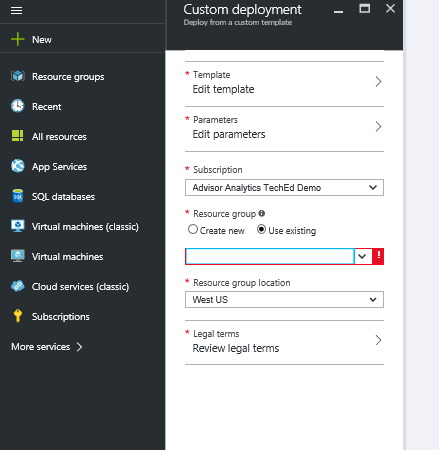 Custom deployment
Deploy from a custom template
New
Resource groups
Recent
All resources
App Services
SQL databases
Virtual machines (classic)
Virtual machines
Cloud services (classic)
Subscriptions
More services
* Template
Edit template
* Parameters
Edit parameters
* Subscription
Advisor Analytics TechEd Demo
* Resource group
Create new Use existing
!
* Resource group location
West US
* Legal terms
Review legal terms